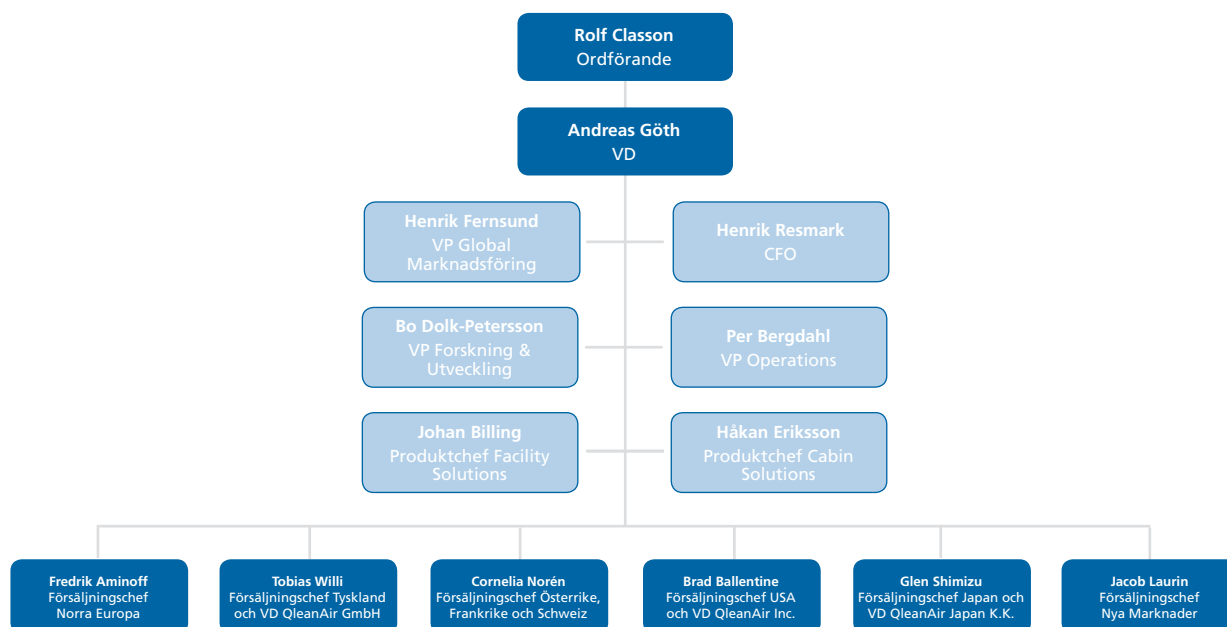 Rolf Classon
Ordförande
Andreas Göth
VD
Henrik Fernsund
VP Global
Marknadsföring
Henrik Resmark
CFO
Bo Dolk-Petersson
VP Forskning &
Utveckling
Per Bergdahl
VP Operations
Johan Billing
Produktchef Facility
Solutions
Håkan Eriksson
Produktchef Cabin
Solutions
Fredrik Aminoff
Försäljningschef
Norra Europa
Tobias Willi
Försäljningschef Tyskland
och VD QleanAir GmbH
Cornelia Norén
Försäljningschef Österrike,
Frankrike och Schweiz
Brad Ballentine
Försäljningschef USA
och VD QleanAir Inc.
Glen Shimizu
Försäljningschef Japan och
VD QleanAir Japan K.K.
Jacob Laurin
Försäljningschef
Nya Marknader